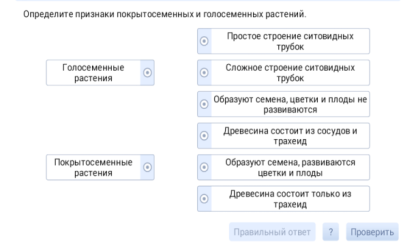 Определите признаки покрытосеменных и голосеменных растений.
Простое строение ситовидных
трубок
Голосеменные
растения
Сложное строение ситовидных
трубок
Образуют семена, цветки и плоды не
развиваются
Древесина состоит из сосудов и
трахеид
Покрытосеменные
растения
Образуют семена, развиваются
цветки и плоды
Древесина состоит только из
трахеид
Правильный ответ
?
Проверить